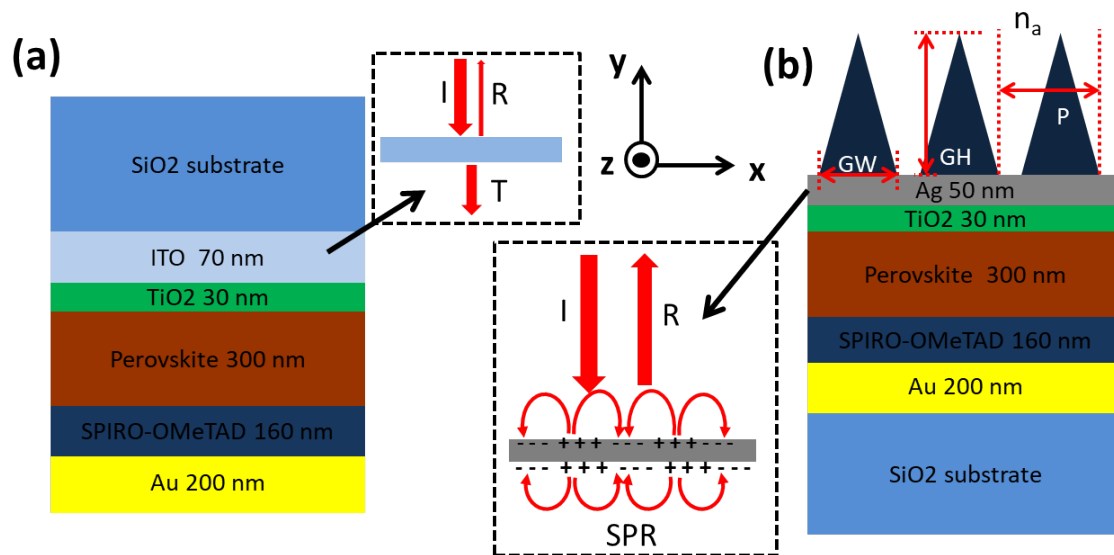 (a)
SiO2 substrate
ITO 70 nm
TiO2 30 nm
Perovskite 300 nm
SPIRO-OMeTAD 160 nm
Au 200 nm
I
R
T
y
z
x
I
R
- - - + + + - - - + + + - - -
- - - + + + - - - + + + - - -
SPR
(b)
na
P
GW
GH
Ag 50 nm
TiO2 30 nm
Perovskite 300 nm
SPIRO-OMeTAD 160 nm
Au 200 nm
SiO2 substrate